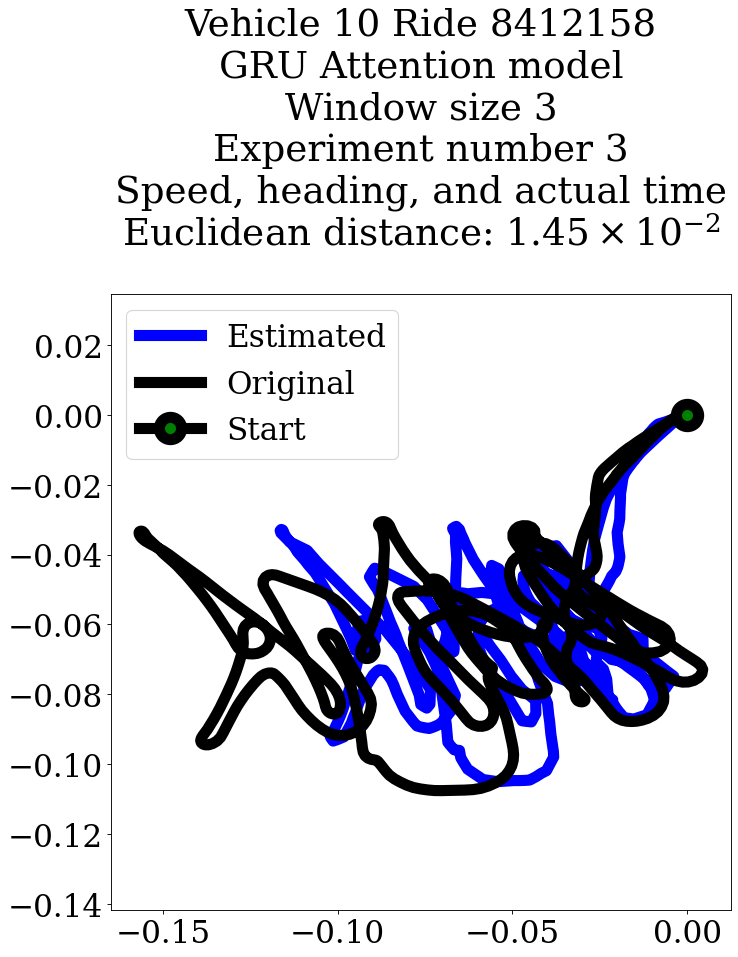 Vehicle 10 Ride 8412158
GRU Attention model
Window size 3
Experiment number 3
Speed, heading, and actual time
Euclidean distance: 1.45 × 10⁻²
Estimated
Original
Start
0.02
0.00
−0.02
−0.04
−0.06
−0.08
−0.10
−0.12
−0.14
−0.15
−0.10
−0.05
0.00